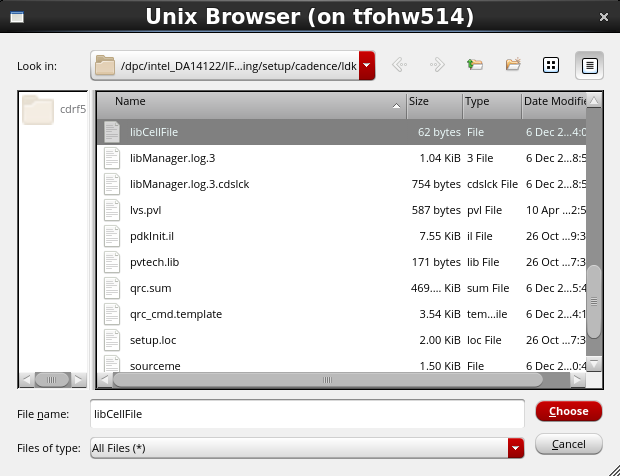 Unix Browser (on tfohw514)
Look in: /dpc/intel_DA14122/IF...ing/setup/cadence/ldk
cdrf5
Name Size Type Date Modifie
libCellFile 62 bytes File 6 Dec 2...4:0
libManager.log.3 1.04 KiB 3 File 6 Dec 2...8:5
libManager.log.3.cdslck 754 bytes cdslck File 6 Dec 2...8:5
lvs.pvl 587 bytes pvl File 10 Apr ...2:5
pdkInit.il 7.55 KiB il File 26 Oct ...9:3
pvtech.lib 171 bytes lib File 26 Oct ...7:3
qrc.sum 469.... KiB sum File 6 Dec 2...5:4
qrc_cmd.template 3.54 KiB tem...ile 6 Dec 2...4:1
setup.loc 2.00 KiB loc File 26 Oct ...7:3
sourceme 1.50 KiB File 6 Dec 2...0:4
File name: libCellFile Choose
Files of type: All Files (*) Cancel